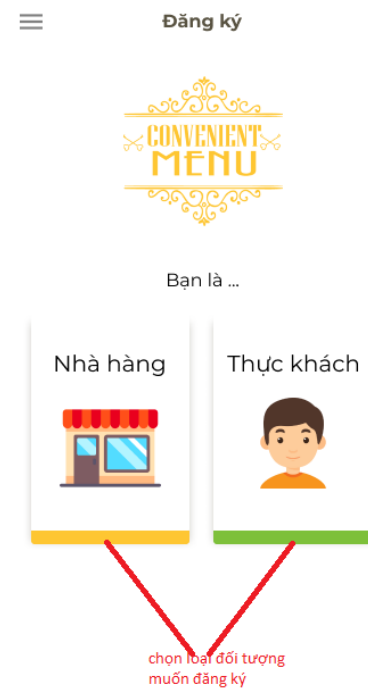 Đăng ký
CONVENIENT
MENU
Bạn là ...
Nhà hàng
Thực khách
chọn loại đối tượng
muốn đăng ký